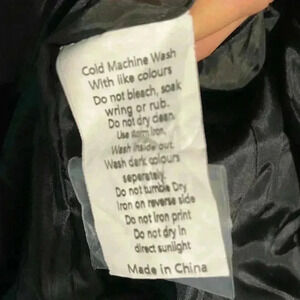 Cold Machine Wash
With like colours
Do not bleach, soak
wring or rub.
Do not dry clean.
Use warm iron.
Wash inside out.
Wash dark colours
seperately.
Do not tumble Dry
Iron on reverse side
Do not iron print
Do not dry in
direct sunlight
Made in China